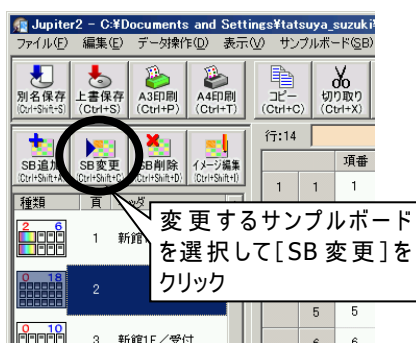 Jupiter2 - C:¥Documents and Settings¥tatsuya_suzuki
ファイル(F) 編集(E) データ操作(D) 表示(V) サンプルボード(SB)
別名保存 上書保存 A3印刷 A4印刷 コピー 切り取り
(Ctrl+Shift+S) (Ctrl+S) (Ctrl+P) (Ctrl+T) (Ctrl+C) (Ctrl+X)
行:14
SB追加 SB変更 SB削除 イメージ編集
(Ctrl+Shift+A) (Ctrl+Shift+C) (Ctrl+Shift+D) (Ctrl+Shift+I)
項番
種類 頁
1 1 1
2 6
1 新館
変更するサンプルボード
を選択して[SB変更]を
クリック
0 18
2
5 5
0 10
3 新館1F/受付
6 6